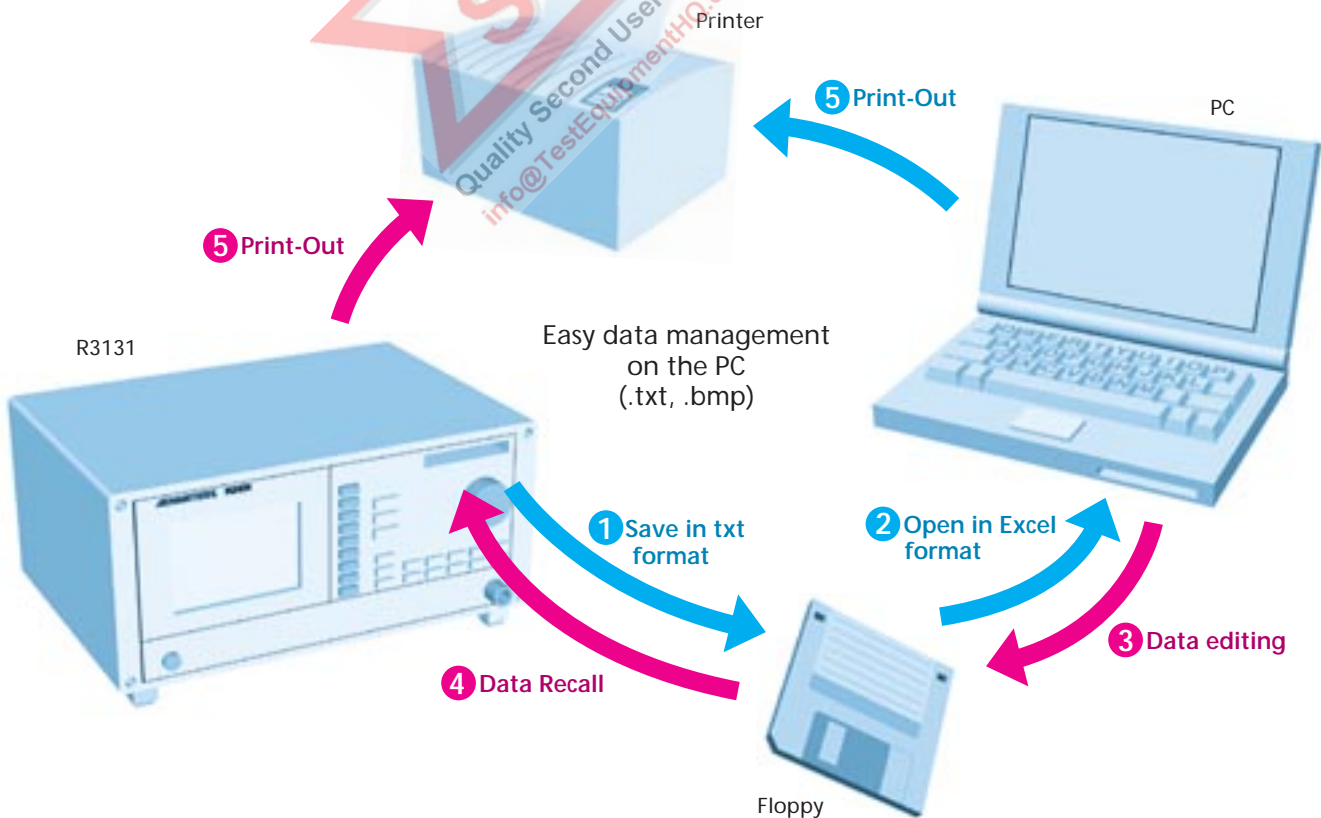 Printer
Quality Second User
info@TestEquipmentHQ.
5 Print-Out
PC
5 Print-Out
R3131
Easy data management
on the PC
(.txt, .bmp)
1 Save in txt
format
2 Open in Excel
format
3 Data editing
4 Data Recall
Floppy